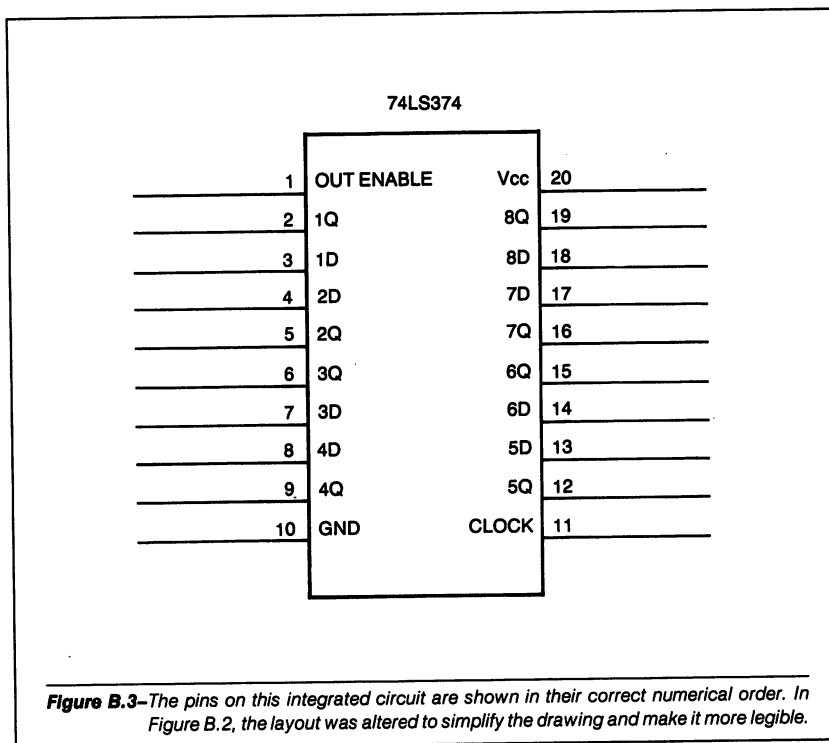 74LS374
1 OUT ENABLE Vcc 20
2 1Q 8Q 19
3 1D 8D 18
4 2D 7D 17
5 2Q 7Q 16
6 3Q 6Q 15
7 3D 6D 14
8 4D 5D 13
9 4Q 5Q 12
10 GND CLOCK 11
Figure B.3–The pins on this integrated circuit are shown in their correct numerical order. In
Figure B.2, the layout was altered to simplify the drawing and make it more legible.